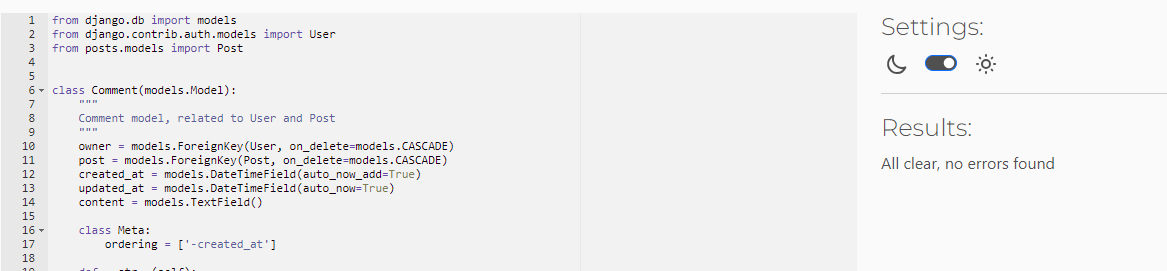 1 from django.db import models
2 from django.contrib.auth.models import User
3 from posts.models import Post
4
5
6 class Comment(models.Model):
7     """
8     Comment model, related to User and Post
9     """
10     owner = models.ForeignKey(User, on_delete=models.CASCADE)
11     post = models.ForeignKey(Post, on_delete=models.CASCADE)
12     created_at = models.DateTimeField(auto_now_add=True)
13     updated_at = models.DateTimeField(auto_now=True)
14     content = models.TextField()
15
16     class Meta:
17         ordering = ['-created_at']
18
Settings:
Results:
All clear, no errors found